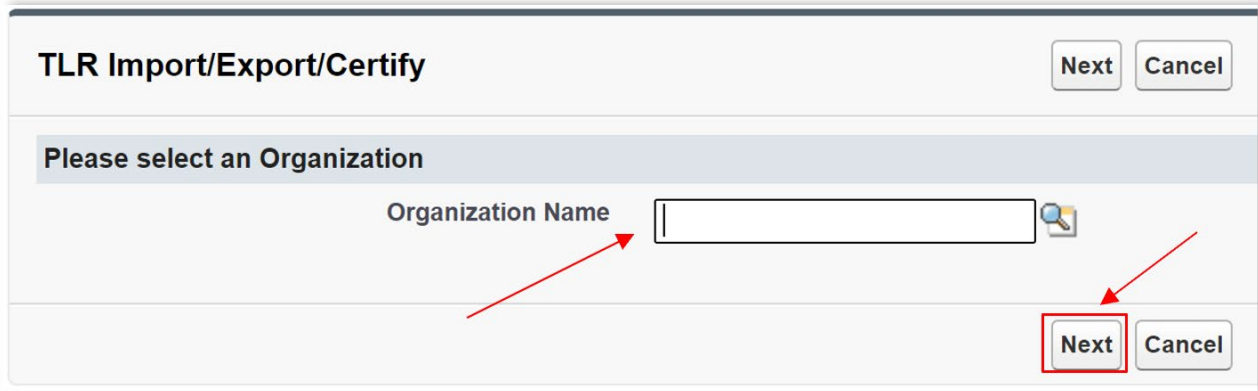 TLR Import/Export/Certify
Next Cancel
Please select an Organization
Organization Name
Next Cancel